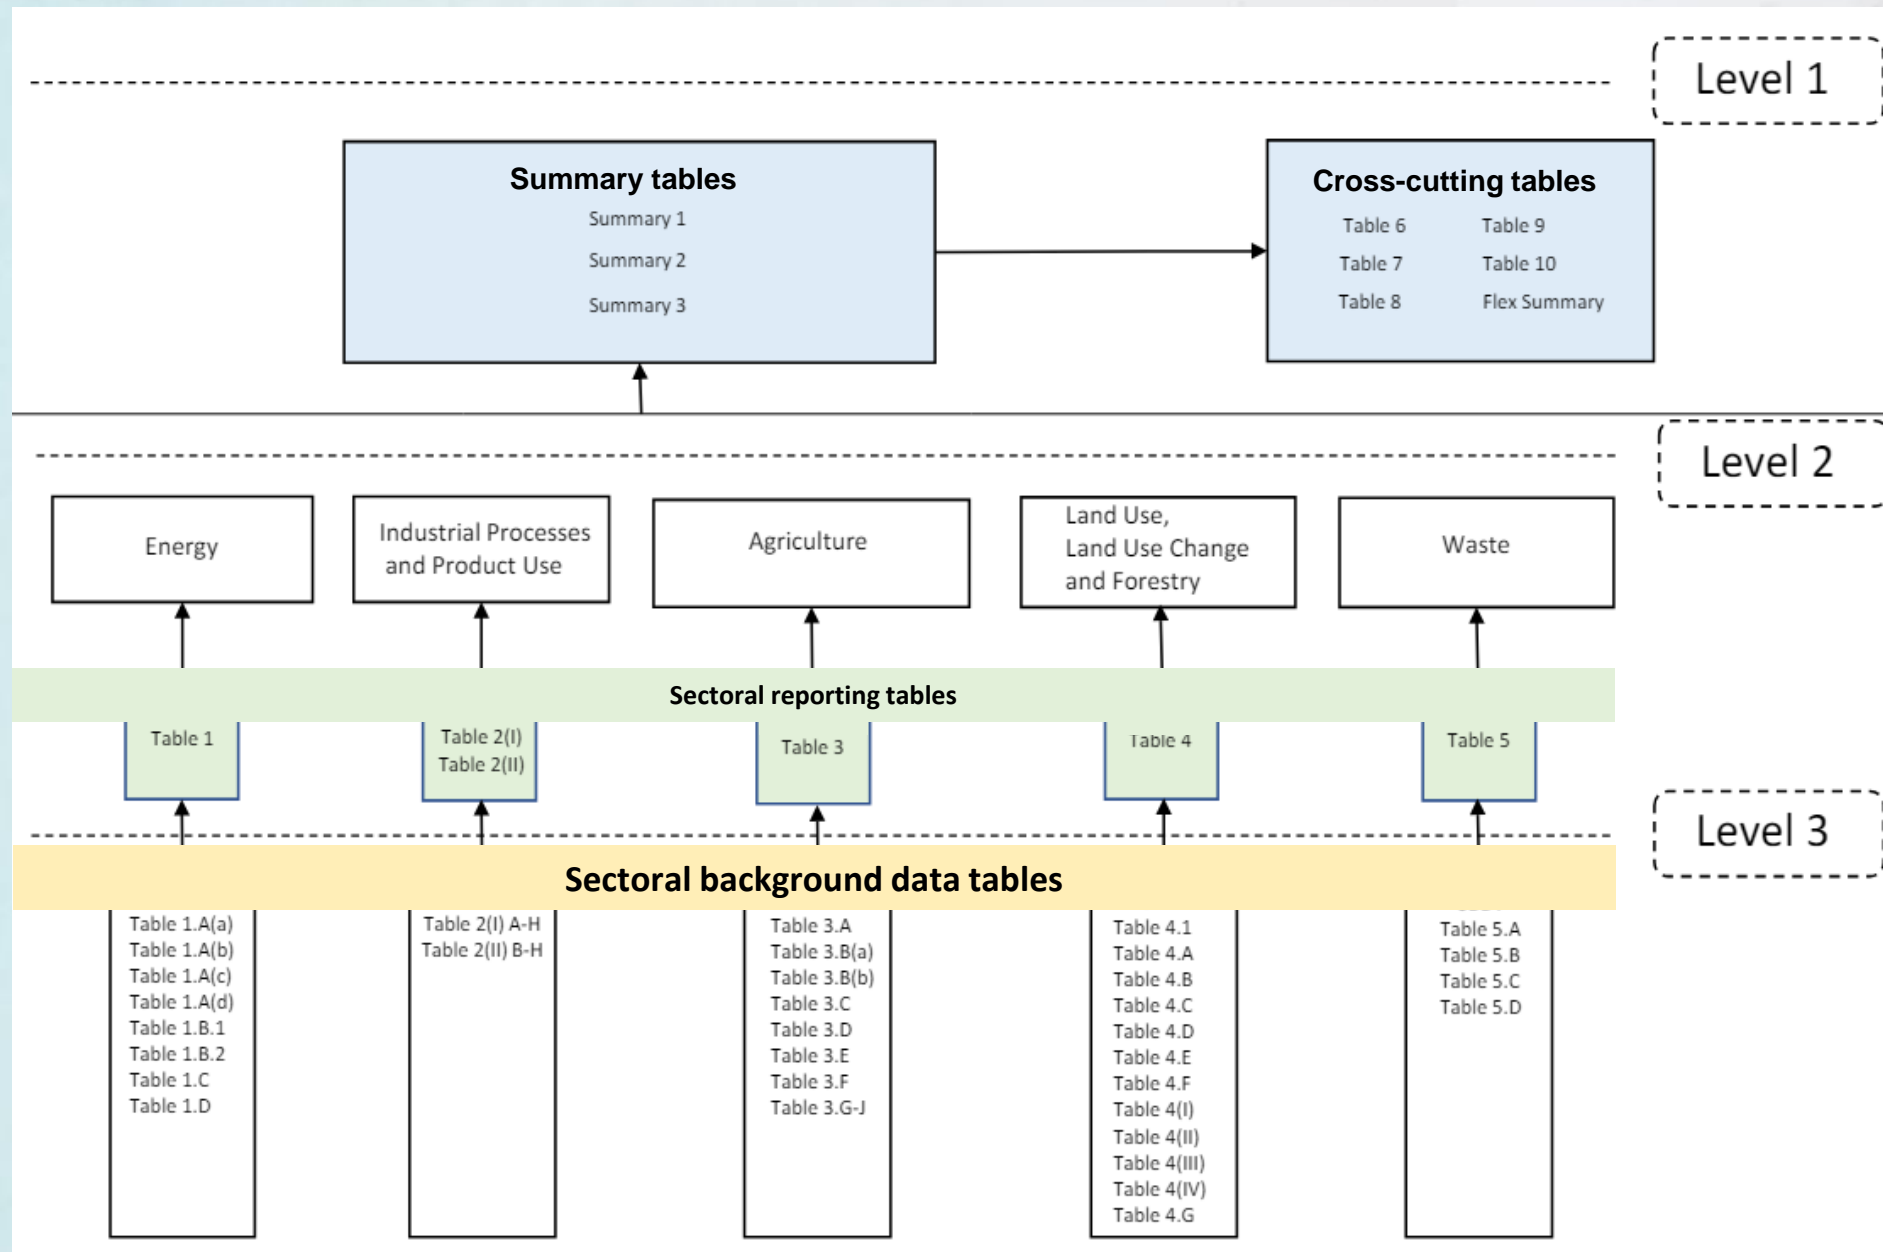 Level 1
Summary tables
Summary 1
Summary 2
Summary 3
Cross-cutting tables
Table 6
Table 9
Table 7
Table 10
Table 8
Flex Summary
Level 2
Energy
Industrial Processes
and Product Use
Agriculture
Land Use,
Land Use Change
and Forestry
Waste
Sectoral reporting tables
Table 1
Table 2(I)
Table 2(II)
Table 3
Table 4
Table 5
Level 3
Sectoral background data tables
Table 1.A(a)
Table 1.A(b)
Table 1.A(c)
Table 1.A(d)
Table 1.B.1
Table 1.B.2
Table 1.C
Table 1.D
Table 2(I) A-H
Table 2(II) B-H
Table 3.A
Table 3.B(a)
Table 3.B(b)
Table 3.C
Table 3.D
Table 3.E
Table 3.F
Table 3.G-J
Table 4.1
Table 4.A
Table 4.B
Table 4.C
Table 4.D
Table 4.E
Table 4.F
Table 4(I)
Table 4(II)
Table 4(III)
Table 4(IV)
Table 4.G
Table 5.A
Table 5.B
Table 5.C
Table 5.D